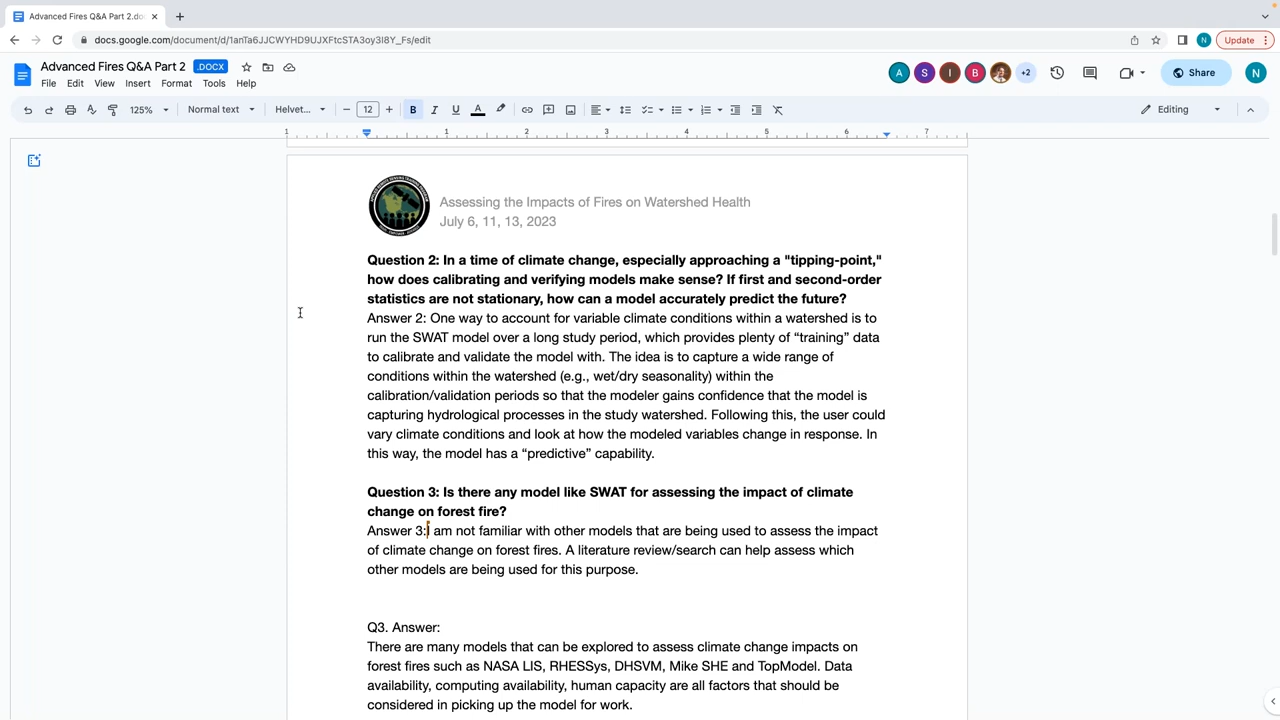 Advanced Fires Q&A Part 2.do
docs.google.com/document/d/1anTa6JJCWYHD9UJXFtcSTA3oy3I8Y_Fs/edit
N
Update
Advanced Fires Q&A Part 2
.DOCX
File Edit View Insert Format Tools Help
A S I B +2
Share
N
125%
Normal text
Helvet...
12
B I U A
Editing
1 1 2 3 4 5 6 7
Assessing the Impacts of Fires on Watershed Health
July 6, 11, 13, 2023
Question 2: In a time of climate change, especially approaching a "tipping-point,"
how does calibrating and verifying models make sense? If first and second-order
statistics are not stationary, how can a model accurately predict the future?
Answer 2: One way to account for variable climate conditions within a watershed is to
run the SWAT model over a long study period, which provides plenty of “training” data
to calibrate and validate the model with. The idea is to capture a wide range of
conditions within the watershed (e.g., wet/dry seasonality) within the
calibration/validation periods so that the modeler gains confidence that the model is
capturing hydrological processes in the study watershed. Following this, the user could
vary climate conditions and look at how the modeled variables change in response. In
this way, the model has a “predictive” capability.
Question 3: Is there any model like SWAT for assessing the impact of climate
change on forest fire?
Answer 3:I am not familiar with other models that are being used to assess the impact
of climate change on forest fires. A literature review/search can help assess which
other models are being used for this purpose.
Q3. Answer:
There are many models that can be explored to assess climate change impacts on
forest fires such as NASA LIS, RHESSys, DHSVM, Mike SHE and TopModel. Data
availability, computing availability, human capacity are all factors that should be
considered in picking up the model for work.